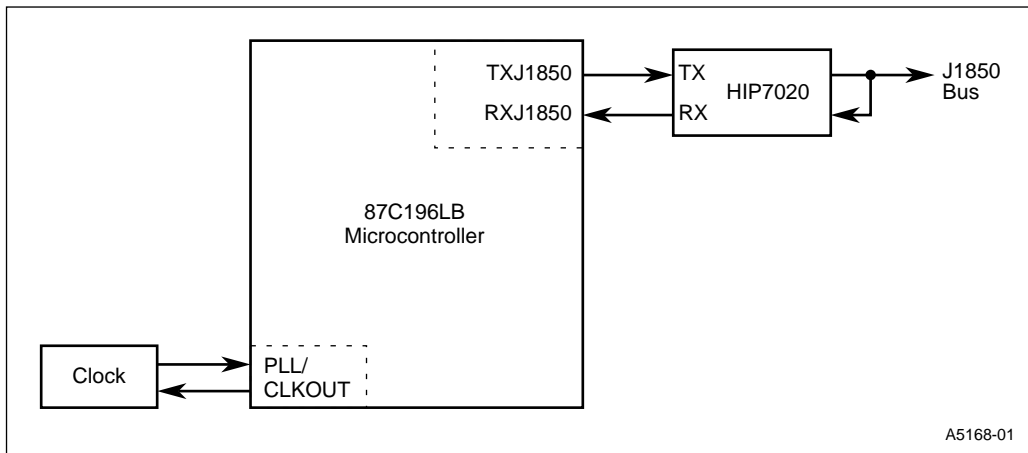 TXJ1850
TX
HIP7020
J1850
Bus
RXJ1850
RX
87C196LB
Microcontroller
Clock
PLL/
CLKOUT
A5168-01